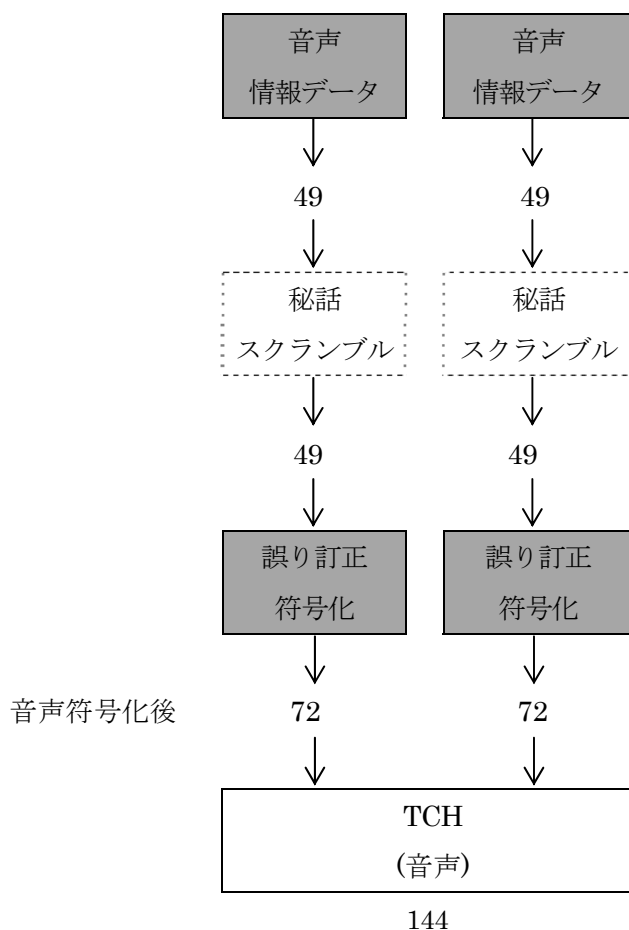 音声 音声
情報データ 情報データ
49 49
秘話 秘話
スクランブル スクランブル
49 49
誤り訂正 誤り訂正
符号化 符号化
音声符号化後 72 72
TCH
(音声)
144